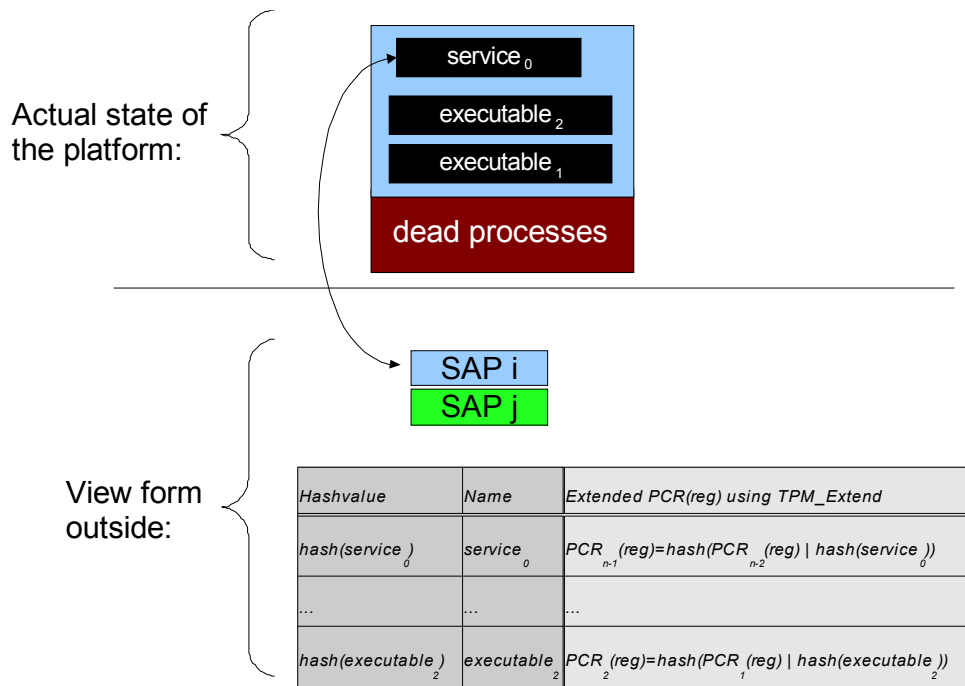 service 0
Actual state of
the platform:
executable 2
executable 1
dead processes
SAP i
SAP j
View form
outside:
Hashvalue Name Extended PCR(reg) using TPM_Extend
hash(service 0) service 0 PCR n-1 (reg)=hash(PCR n-2 (reg) | hash(service 0))
... ... ...
hash(executable 2) executable 2 PCR 2 (reg)=hash(PCR 1 (reg) | hash(executable 2))